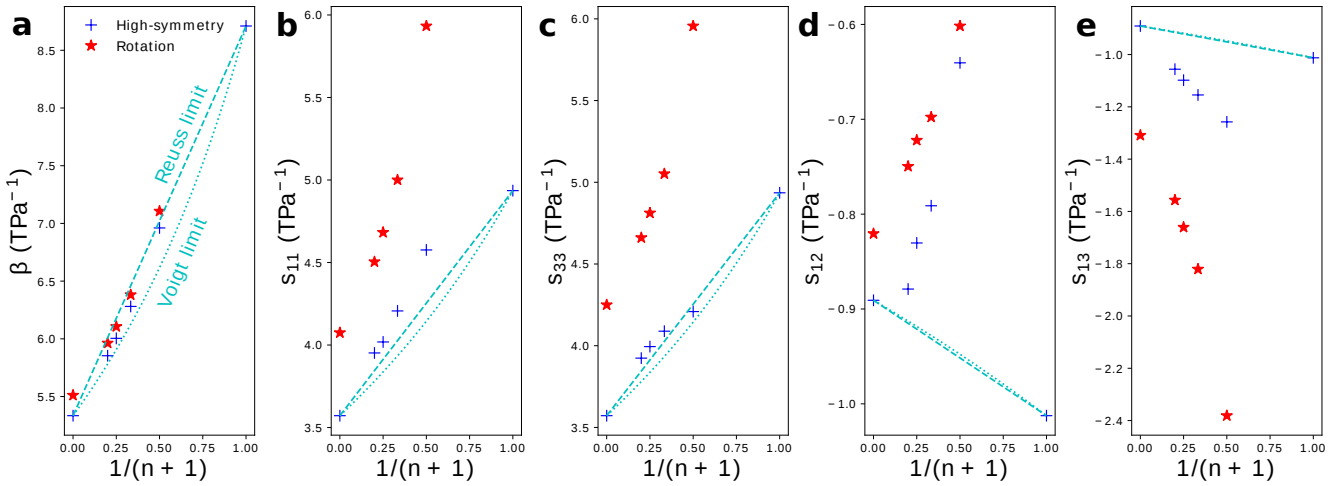 a
High-symmetry
Rotation
Reuss limit
Voigt limit
8.5
8.0
7.5
7.0
6.5
6.0
5.5
β (TPa⁻¹)
0.00 0.25 0.50 0.75 1.00
1/(n + 1)
b
6.0
5.5
5.0
4.5
4.0
3.5
s₁₁ (TPa⁻¹)
0.00 0.25 0.50 0.75 1.00
1/(n + 1)
c
6.0
5.5
5.0
4.5
4.0
3.5
s₃₃ (TPa⁻¹)
0.00 0.25 0.50 0.75 1.00
1/(n + 1)
d
−0.6
−0.7
−0.8
−0.9
−1.0
s₁₂ (TPa⁻¹)
0.00 0.25 0.50 0.75 1.00
1/(n + 1)
e
−1.0
−1.2
−1.4
−1.6
−1.8
−2.0
−2.2
−2.4
s₁₃ (TPa⁻¹)
0.00 0.25 0.50 0.75 1.00
1/(n + 1)